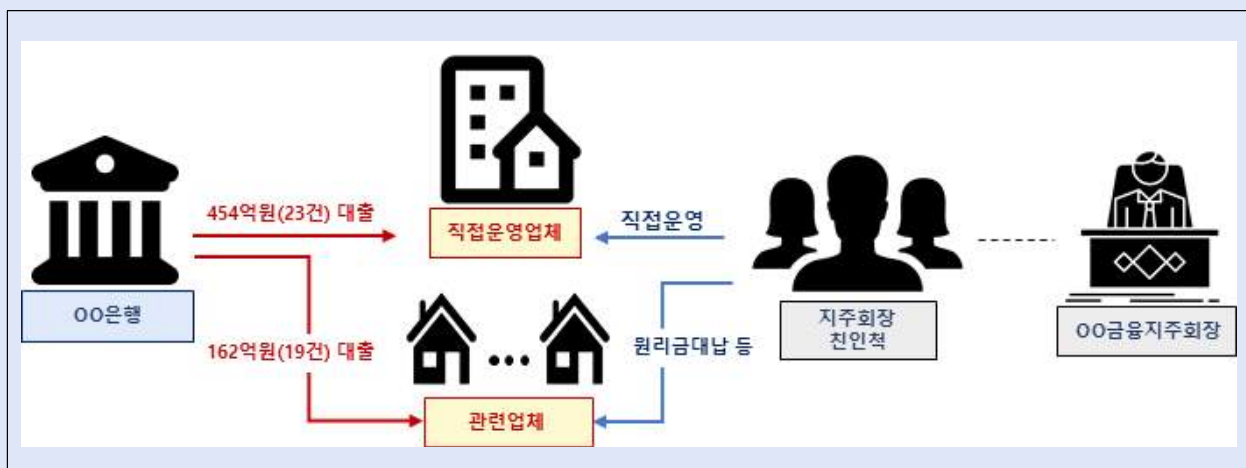 454억원(23건) 대출
직접운영업체
직접운영
OO은행
지주회장
친인척
OO금융지주회장
162억원(19건) 대출
원리금대납 등
관련업체